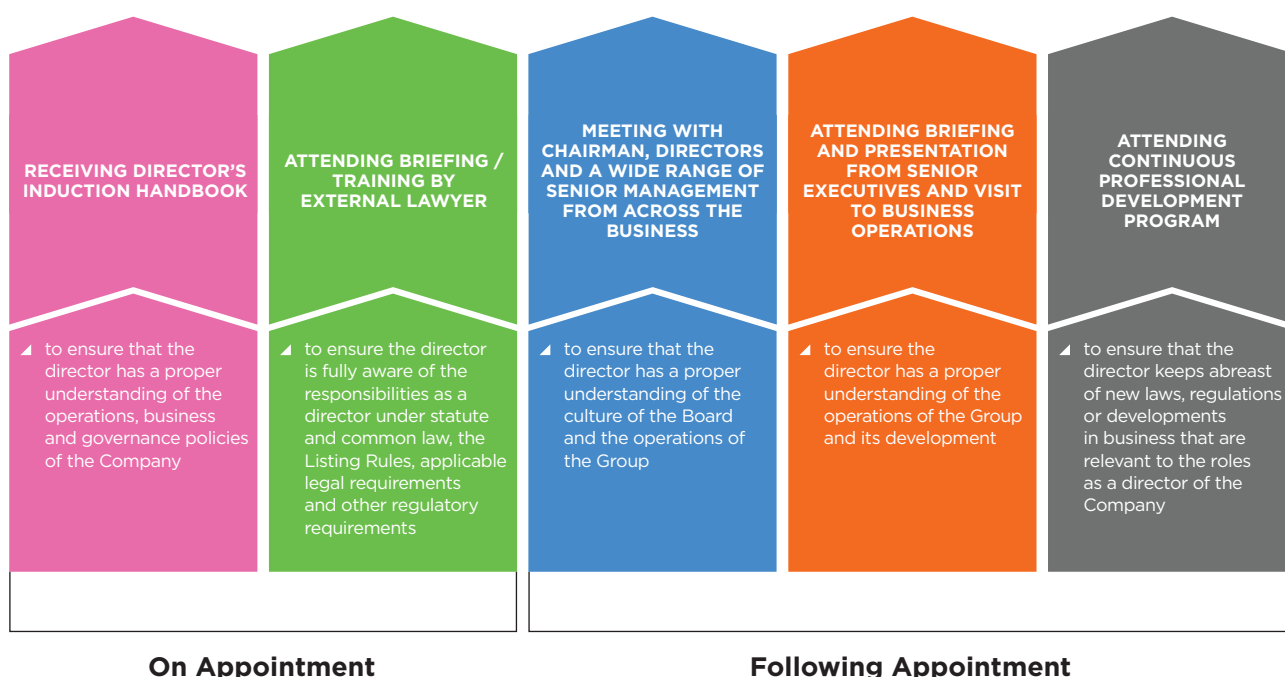 RECEIVING DIRECTOR'S
INDUCTION HANDBOOK
to ensure that the
director has a proper
understanding of the
operations, business
and governance policies
of the Company
ATTENDING BRIEFING /
TRAINING BY
EXTERNAL LAWYER
to ensure the director
is fully aware of the
responsibilities as a
director under statute
and common law, the
Listing Rules, applicable
legal requirements
and other regulatory
requirements
MEETING WITH
CHAIRMAN, DIRECTORS
AND A WIDE RANGE OF
SENIOR MANAGEMENT
FROM ACROSS THE
BUSINESS
to ensure that the
director has a proper
understanding of the
culture of the Board
and the operations of
the Group
ATTENDING BRIEFING
AND PRESENTATION
FROM SENIOR
EXECUTIVES AND VISIT
TO BUSINESS
OPERATIONS
to ensure the
director has a proper
understanding of the
operations of the Group
and its development
ATTENDING
CONTINUOUS
PROFESSIONAL
DEVELOPMENT
PROGRAM
to ensure that the
director keeps abreast
of new laws, regulations
or developments
in business that are
relevant to the roles
as a director of the
Company
On Appointment
Following Appointment